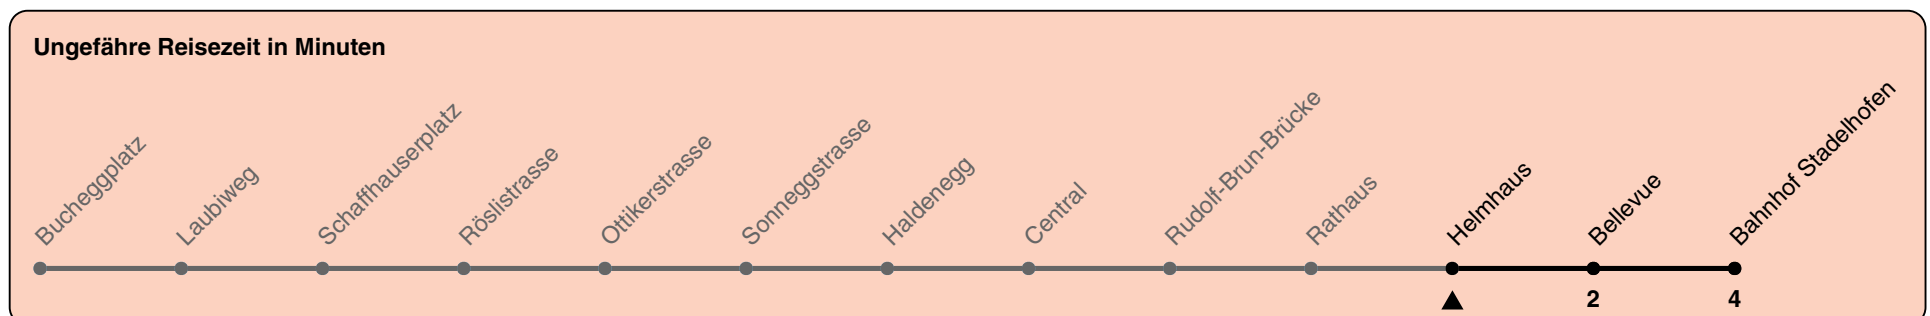 Ungefähre Reisezeit in Minuten
Bucheggplatz
Laubiweg
Schaffhauserplatz
Röslistrasse
Ottikerstrasse
Sonneggstrasse
Haldenegg
Central
Rudolf-Brun-Brücke
Rathaus
Helmhaus
Bellevue
Bahnhof Stadelhofen
2
4